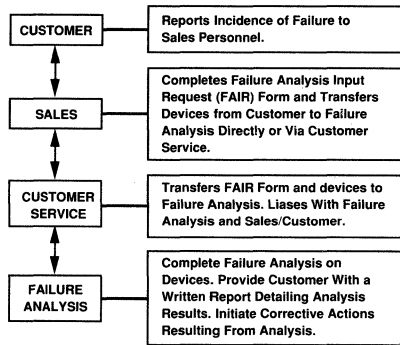 CUSTOMER
Reports Incidence of Failure to
Sales Personnel.
SALES
Completes Failure Analysis Input
Request (FAIR) Form and Transfers
Devices from Customer to Failure
Analysis Directly or Via Customer
Service.
CUSTOMER
SERVICE
Transfers FAIR Form and devices to
Failure Analysis. Liases With Failure
Analysis and Sales/Customer.
FAILURE
ANALYSIS
Complete Failure Analysis on
Devices. Provide Customer With a
Written Report Detailing Analysis
Results. Initiate Corrective Actions
Resulting From Analysis.